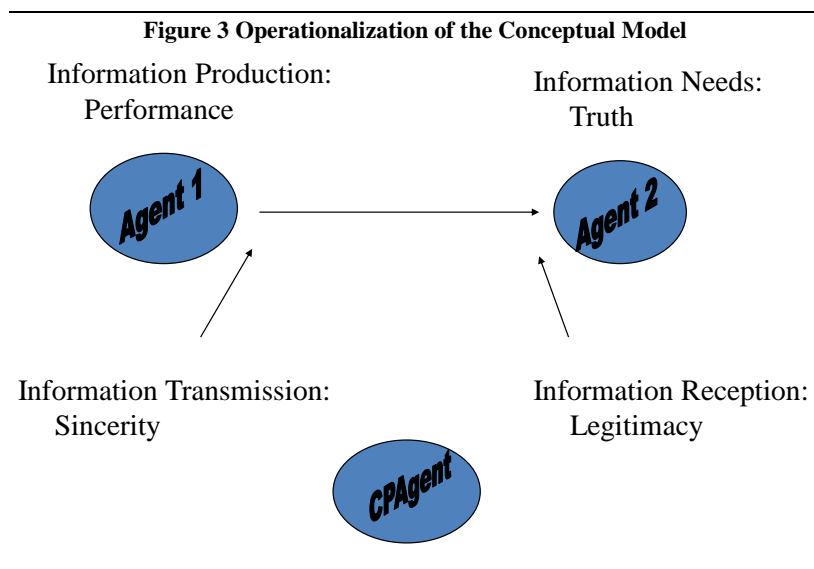 Figure 3 Operationalization of the Conceptual Model
Information Production:
Performance
Information Needs:
Truth
Agent 1
Agent 2
Information Transmission:
Sincerity
Information Reception:
Legitimacy
CPAgent